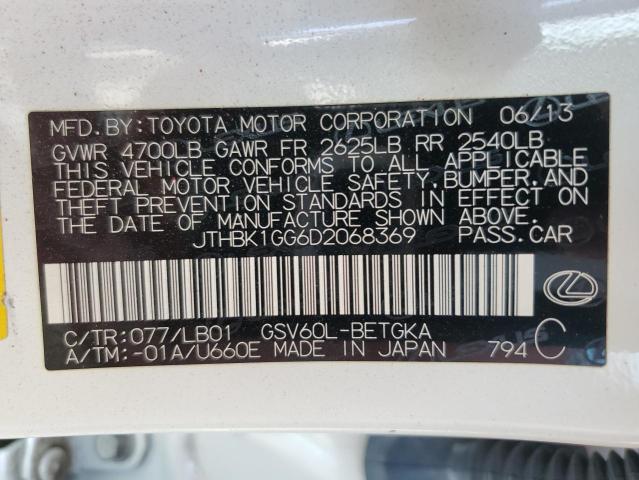 MFD.BY:TOYOTA MOTOR CORPORATION 06/13
GVWR 4700LB GAWR FR 2625LB RR 2540LB
THIS VEHICLE CONFORMS TO ALL APPLICABLE
FEDERAL MOTOR VEHICLE SAFETY,BUMPER,AND
THEFT PREVENTION STANDARDS IN EFFECT ON
THE DATE OF MANUFACTURE SHOWN ABOVE.
JTHBK1GG6D2068369 PASS.CAR
C/TR:077/LB01 GSV60L-BETGKA
A/TM:-01A/U660E MADE IN JAPAN 794 C